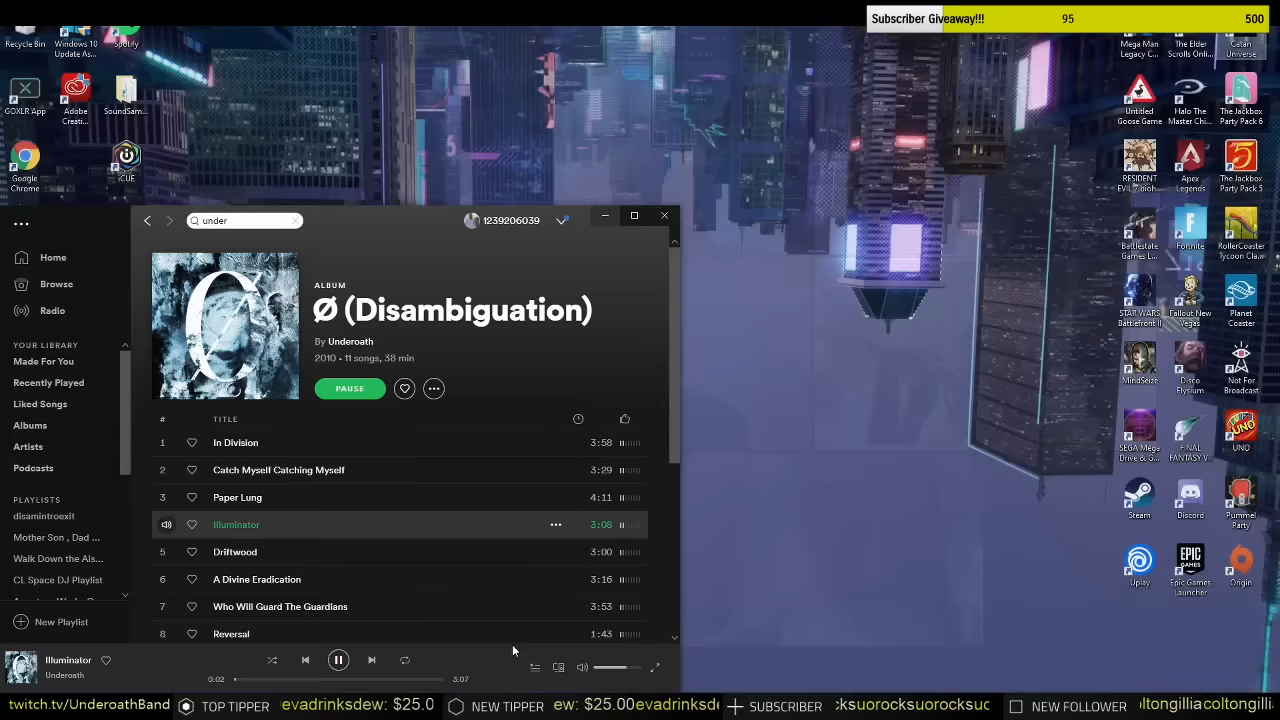 Subscriber Giveaway!!! 95 500
Recycle Bin
Windows 10
Update As...
Spotify
Mega Man
Legacy C...
The Elder
Scrolls Onli...
Catan
Universe
GOXLR App
Adobe
Creati...
SoundSam...
Untitled
Goose Game
Halo The
Master Chi...
The Jackbox
Party Pack 6
Google
Chrome
iCUE
Apex
Legends
The Jackbox
Party Pack 5
Battlestate
Games L...
Fortnite
RollerCoaster
Tycoon Cla...
STAR WARS
Battlefront II
Fallout New
Vegas
Planet
Coaster
MindSeize
Disco
Elysium
Not For
Broadcast
SEGA Mega
Drive & G...
FINAL
FANTASY V
UNO
Steam
Discord
Pummel
Party
Uplay
Epic Games
Launcher
Origin
under
1239206039
Home
Browse
Radio
YOUR LIBRARY
Made For You
Recently Played
Liked Songs
Albums
Artists
Podcasts
PLAYLISTS
disamintroexit
Mother Son , Dad ...
Walk Down the Ais...
CL Space DJ Playlist
New Playlist
ALBUM
Ø (Disambiguation)
By Underoath
2010 • 11 songs, 38 min
PAUSE
# TITLE
1 In Division 3:58
2 Catch Myself Catching Myself 3:29
3 Paper Lung 4:11
Illuminator ••• 3:08
5 Driftwood 3:00
6 A Divine Eradication 3:16
7 Who Will Guard The Guardians 3:53
8 Reversal 1:43
Illuminator
Underoath
0:02 3:07
twitch.tv/UnderoathBand TOP TIPPER evadrinksdew: $25.0 NEW TIPPER ew: $25.00evadrinksd SUBSCRIBER :ksuorocksuorocksuc NEW FOLLOWER ltongilliacoltongilli